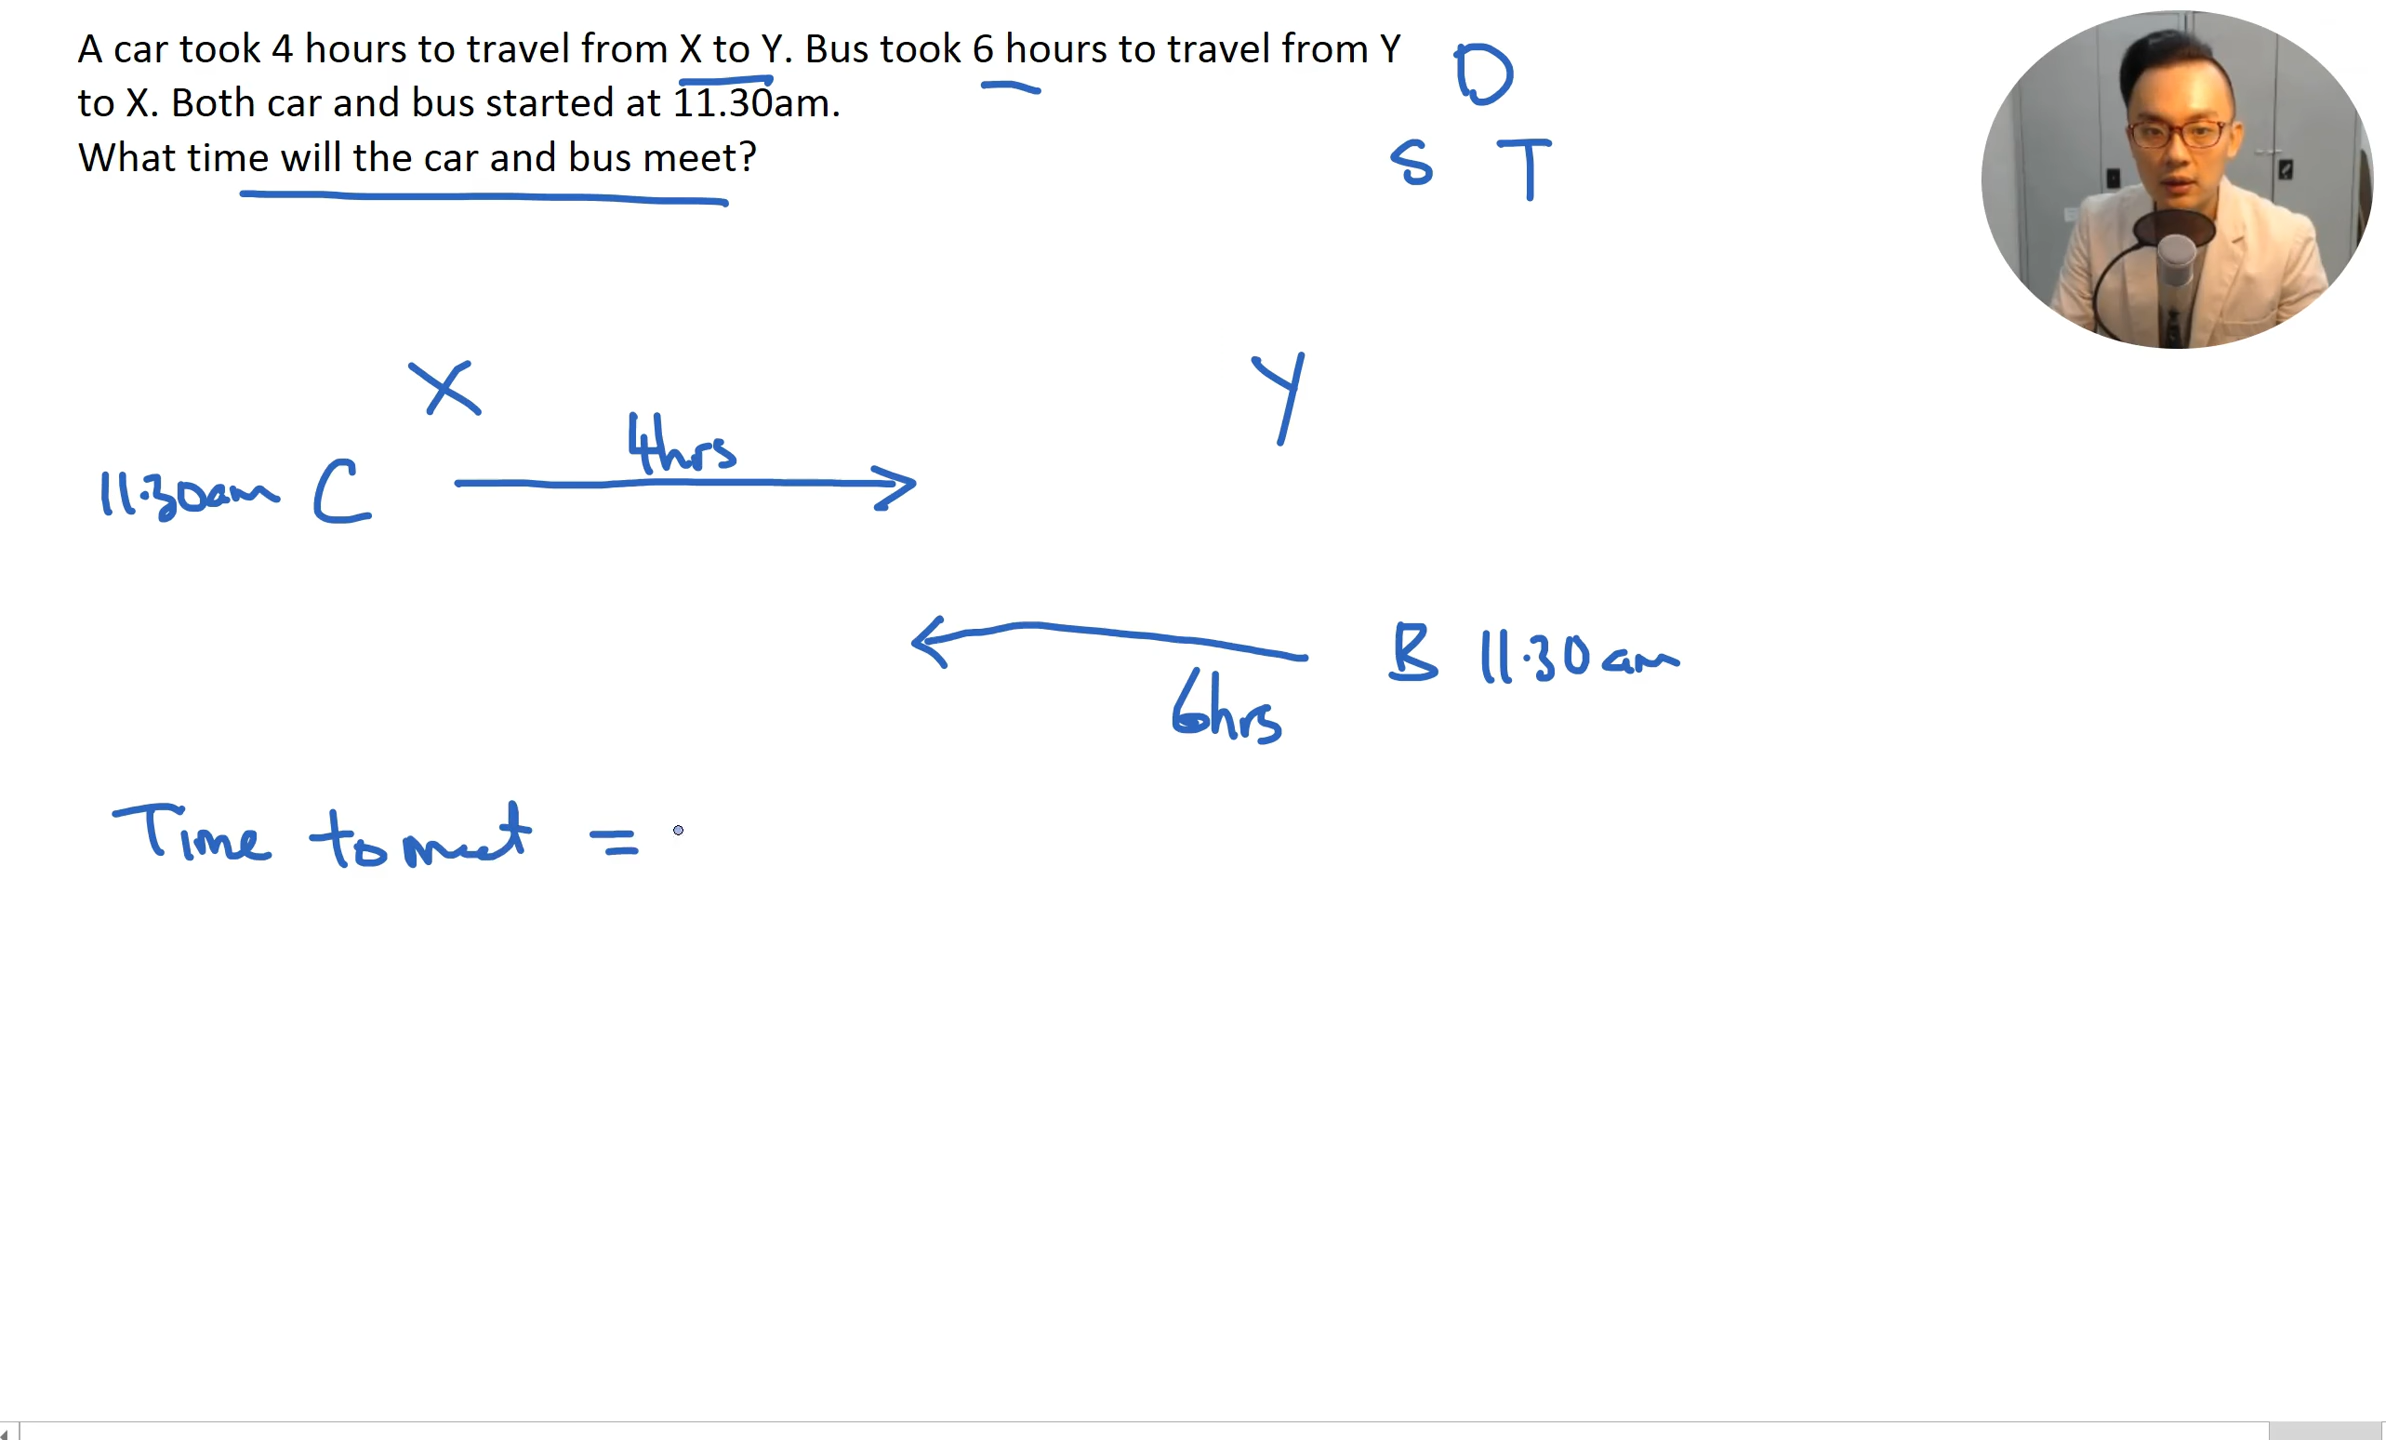 A car took 4 hours to travel from X to Y. Bus took 6 hours to travel from Y
to X. Both car and bus started at 11.30am.
What time will the car and bus meet?
D
S T
X Y
4hrs
11.30am C
B 11.30am
6hrs
Time to meet =